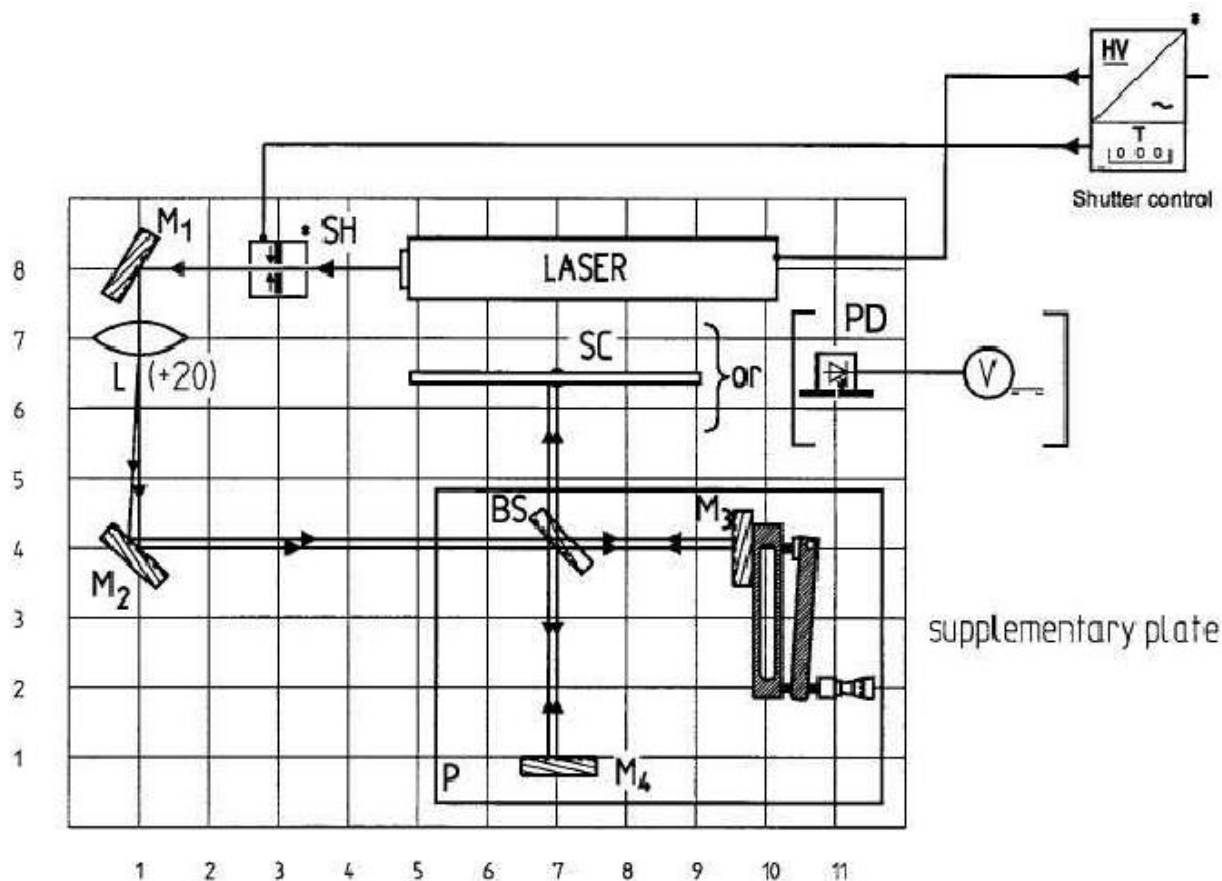 *
HV
~
T
000
Shutter control
M1
* SH
8
LASER
7
SC
PD
L (+20)
or
V
6
5
BS
M3
4
M2
3
supplementary plate
2
1
P
M4
1 2 3 4 5 6 7 8 9 10 11